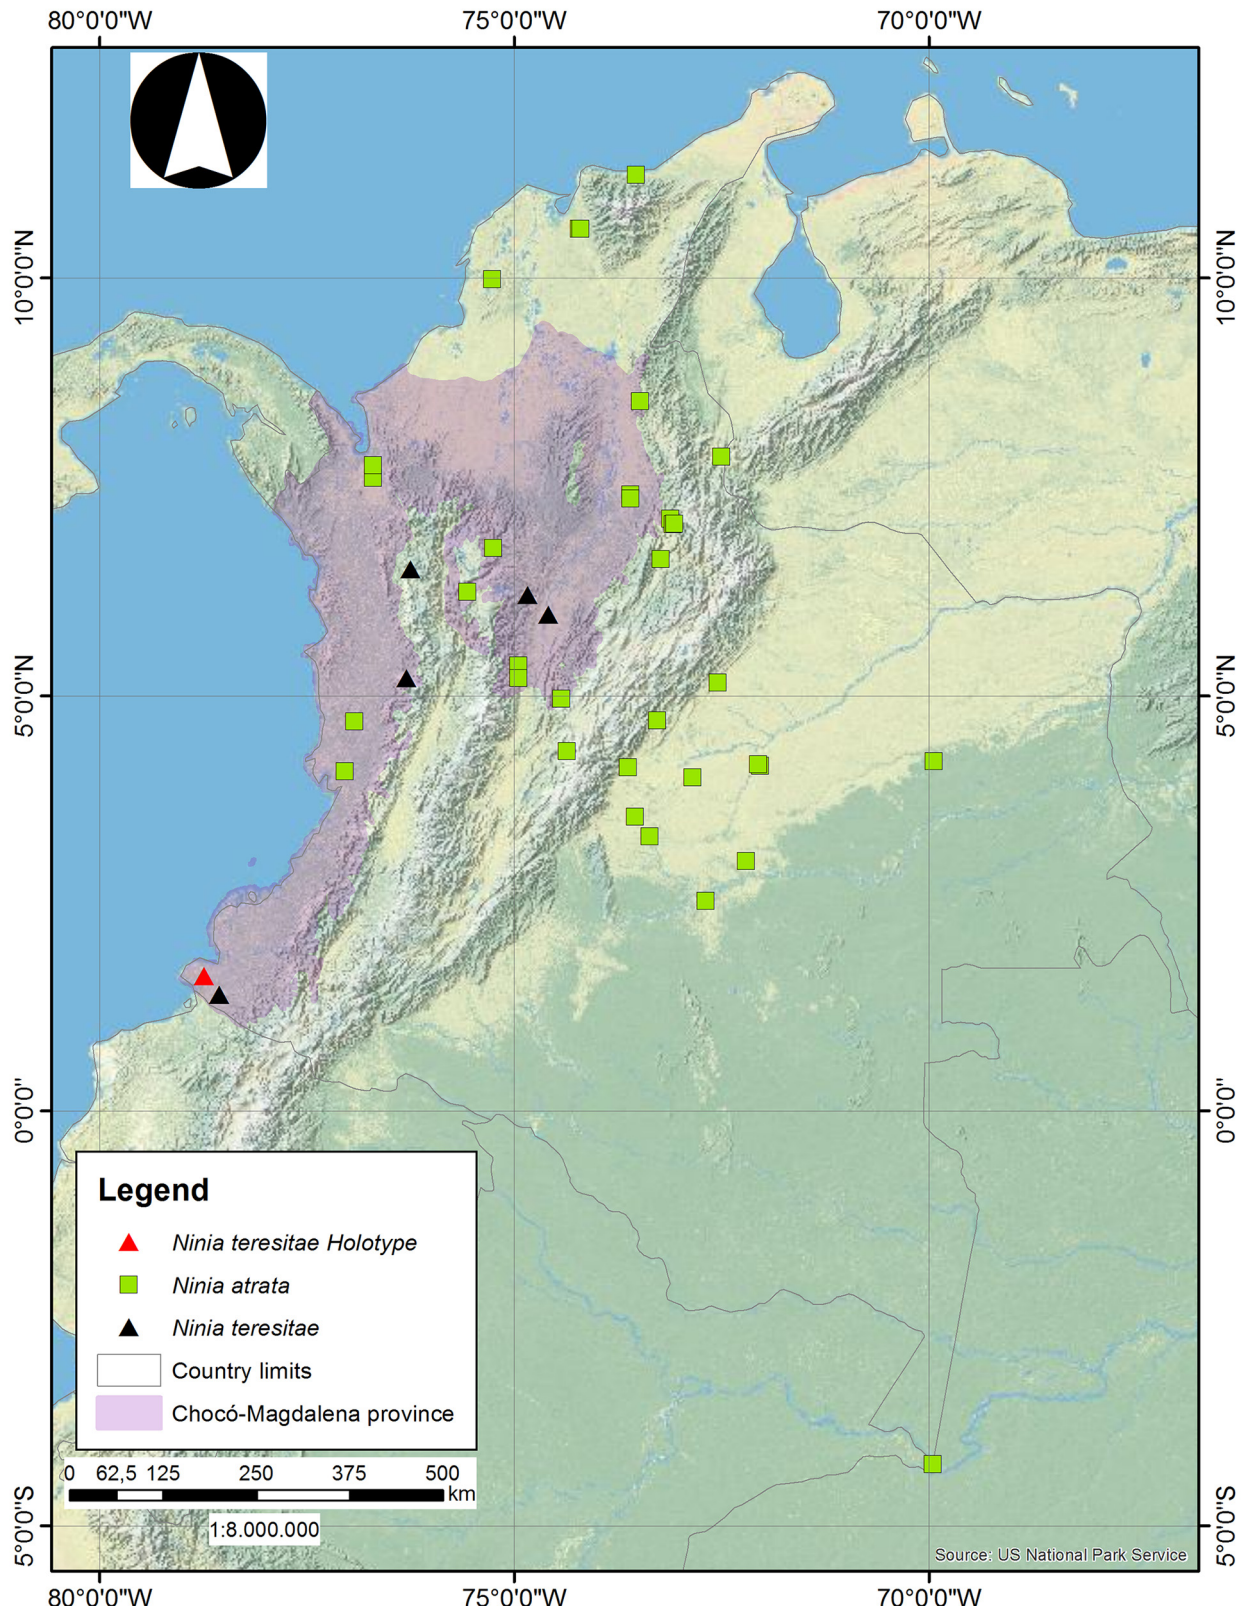 80°0'0"W 75°0'0"W 70°0'0"W
10°0'0"N 10°0'0"N
5°0'0"N 5°0'0"N
0°0'0" 0°0'0"
Legend
Ninia teresitae Holotype
Ninia atrata
Ninia teresitae
Country limits
Chocó-Magdalena province
0 62,5 125 250 375 500
km
1:8.000.000
5°0'0"S 5°0'0"S
Source: US National Park Service
80°0'0"W 75°0'0"W 70°0'0"W